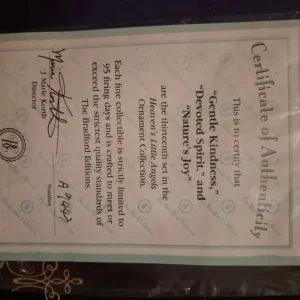 Certificate of Authenticity
This is to certify that
"Gentle Kindness,"
"Devoted Spirit," and
"Nature's Joy"
are the thirteenth set in the
Heaven's Little Angels
Ornament Collection.
Each fine collectible is strictly limited to
95 firing days and is crafted to meet or
exceed the strictest quality standards of
The Bradford Editions.
J. Marie Korth
Director
Number